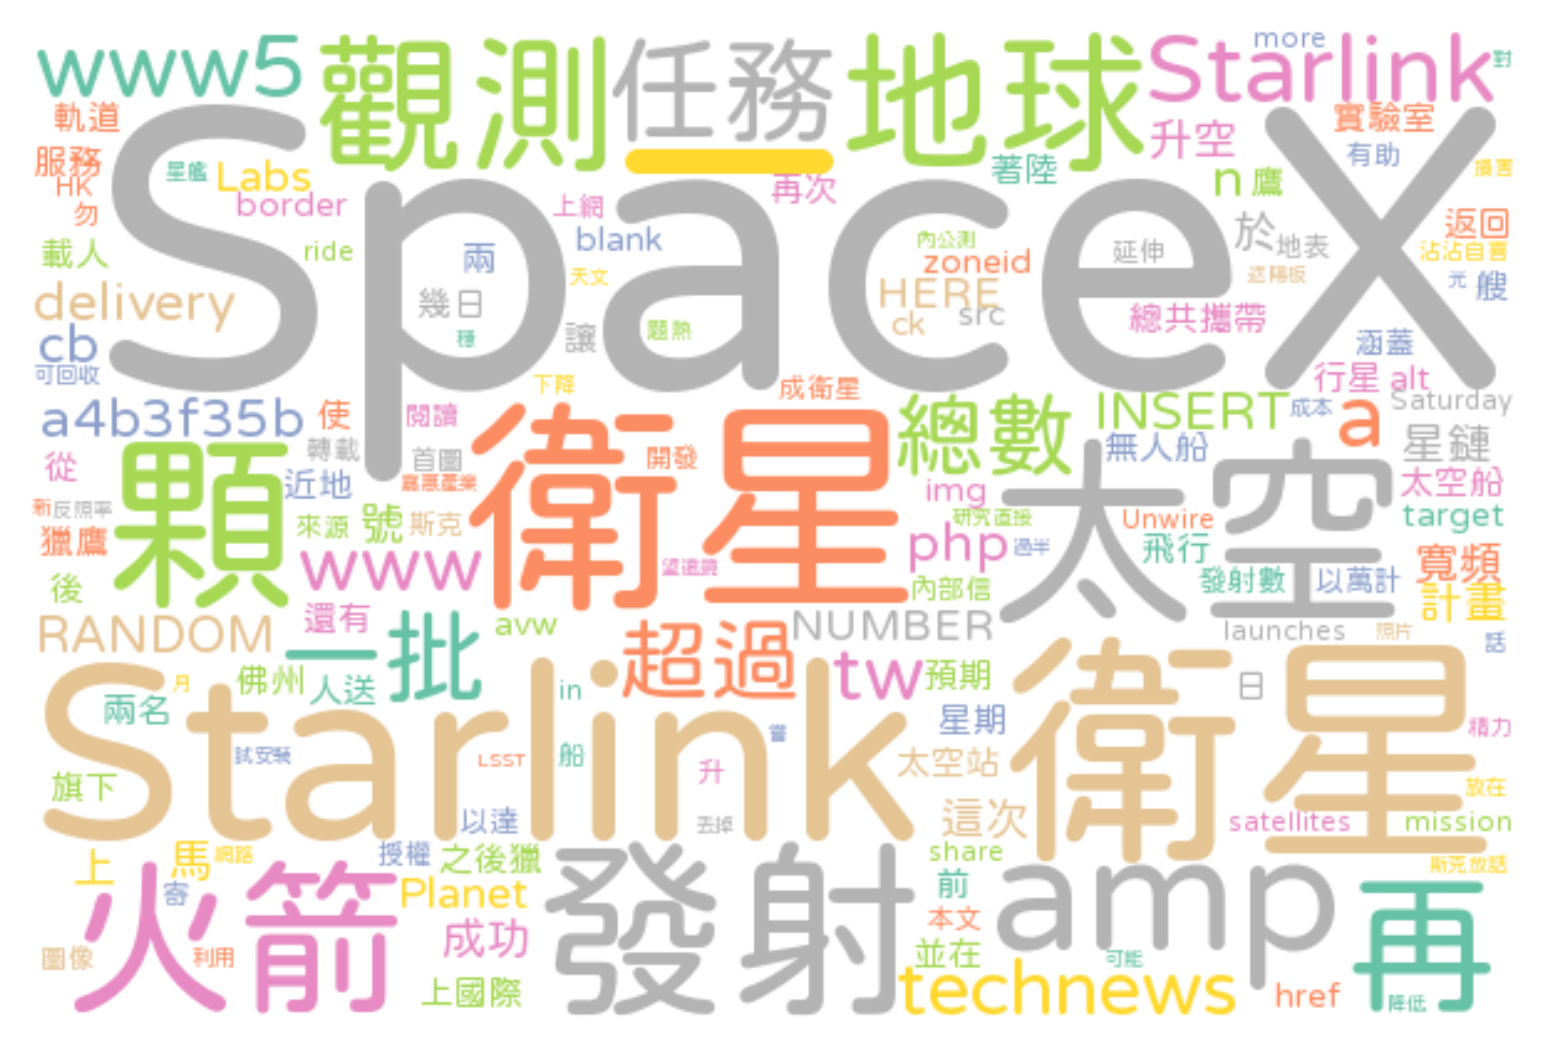 www5 觀測 任務 地球 Starlink more 對
軌道 升空 實驗室
服務 星艦 Labs 再次 著陸 n 鷹 有助 損害
HK border
勿 上網 返回
載人 ride 兩 blank 內公測 延伸 於 地表 沾沾自喜
SpaceX
天文 zoneid 遮陽板
delivery 幾日 HERE src 元 艘
cb 種 讓 題熱 ck 總共攜帶 涵蓋
可回收 下降 成衛星 行星 alt
a4b3f35b 使 閱讀 總數 INSERT 成本 a Saturday
從 轉載 首圖 開發 無人船 星鏈
顆 近地 嘉惠產業 衛星 img 太空 太空船
新 反照率 來源 號 斯克 研究直接 Unwire target
獵鷹 www 望遠鏡 php 過半 飛行 寬頻
後 內部信 發射數 以萬計 計畫
還有 一批 avw 超過 NUMBER launches 照片
RANDOM 話
月 佛州 人送 in tw 預期 日
兩名 星期 精力
Starlink 衛星
試安裝 LSST 船 嘗 太空站
旗下 升 放在
以達 丟掉 這次 satellites mission
上 馬 網路 授權 之後獵 share 斯克放話
寄 Planet 前
火箭 成功 發射 本文 amp 再
圖像 利用 並在 可能
上國際 technews href 降低